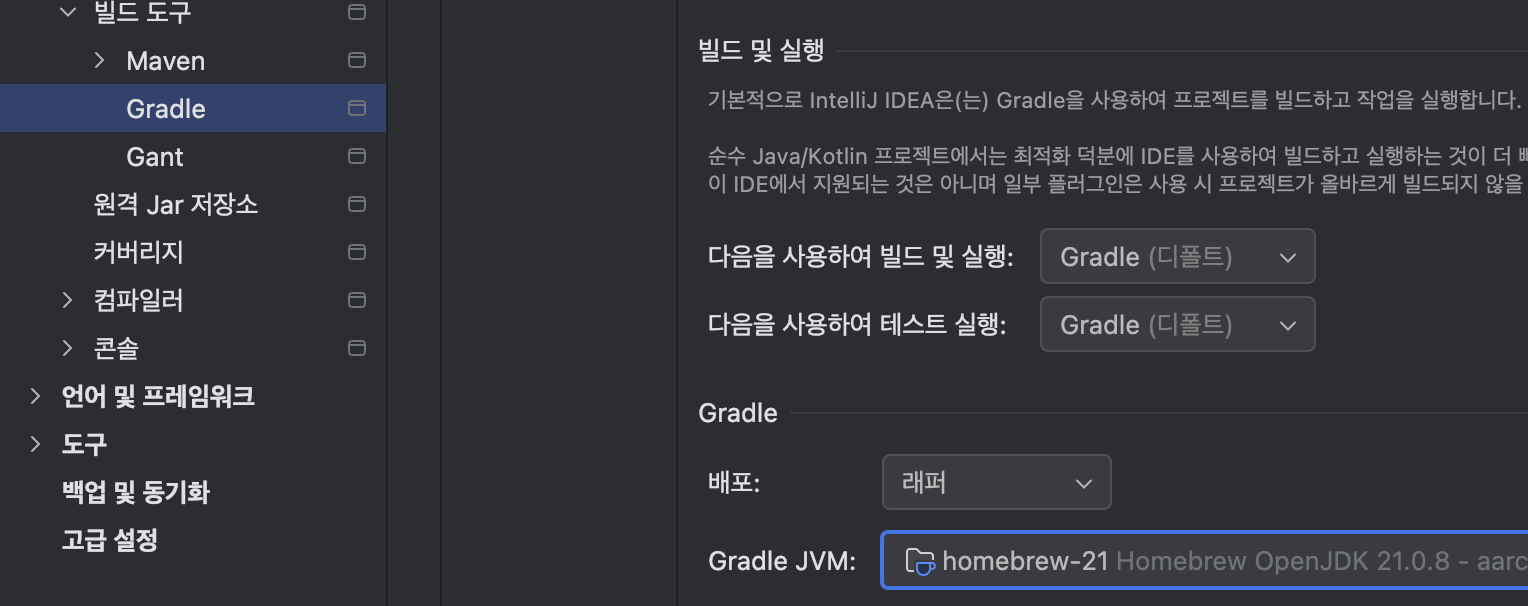 빌드 도구
Maven
Gradle
Gant
원격 Jar 저장소
커버리지
컴파일러
콘솔
언어 및 프레임워크
도구
백업 및 동기화
고급 설정
빌드 및 실행
기본적으로 IntelliJ IDEA은(는) Gradle을 사용하여 프로젝트를 빌드하고 작업을 실행합니다.
순수 Java/Kotlin 프로젝트에서는 최적화 덕분에 IDE를 사용하여 빌드하고 실행하는 것이 더
이 IDE에서 지원되는 것은 아니며 일부 플러그인은 사용 시 프로젝트가 올바르게 빌드되지 않을
다음을 사용하여 빌드 및 실행: Gradle (디폴트)
다음을 사용하여 테스트 실행: Gradle (디폴트)
Gradle
배포: 래퍼
Gradle JVM: homebrew-21 Homebrew OpenJDK 21.0.8 - aarc